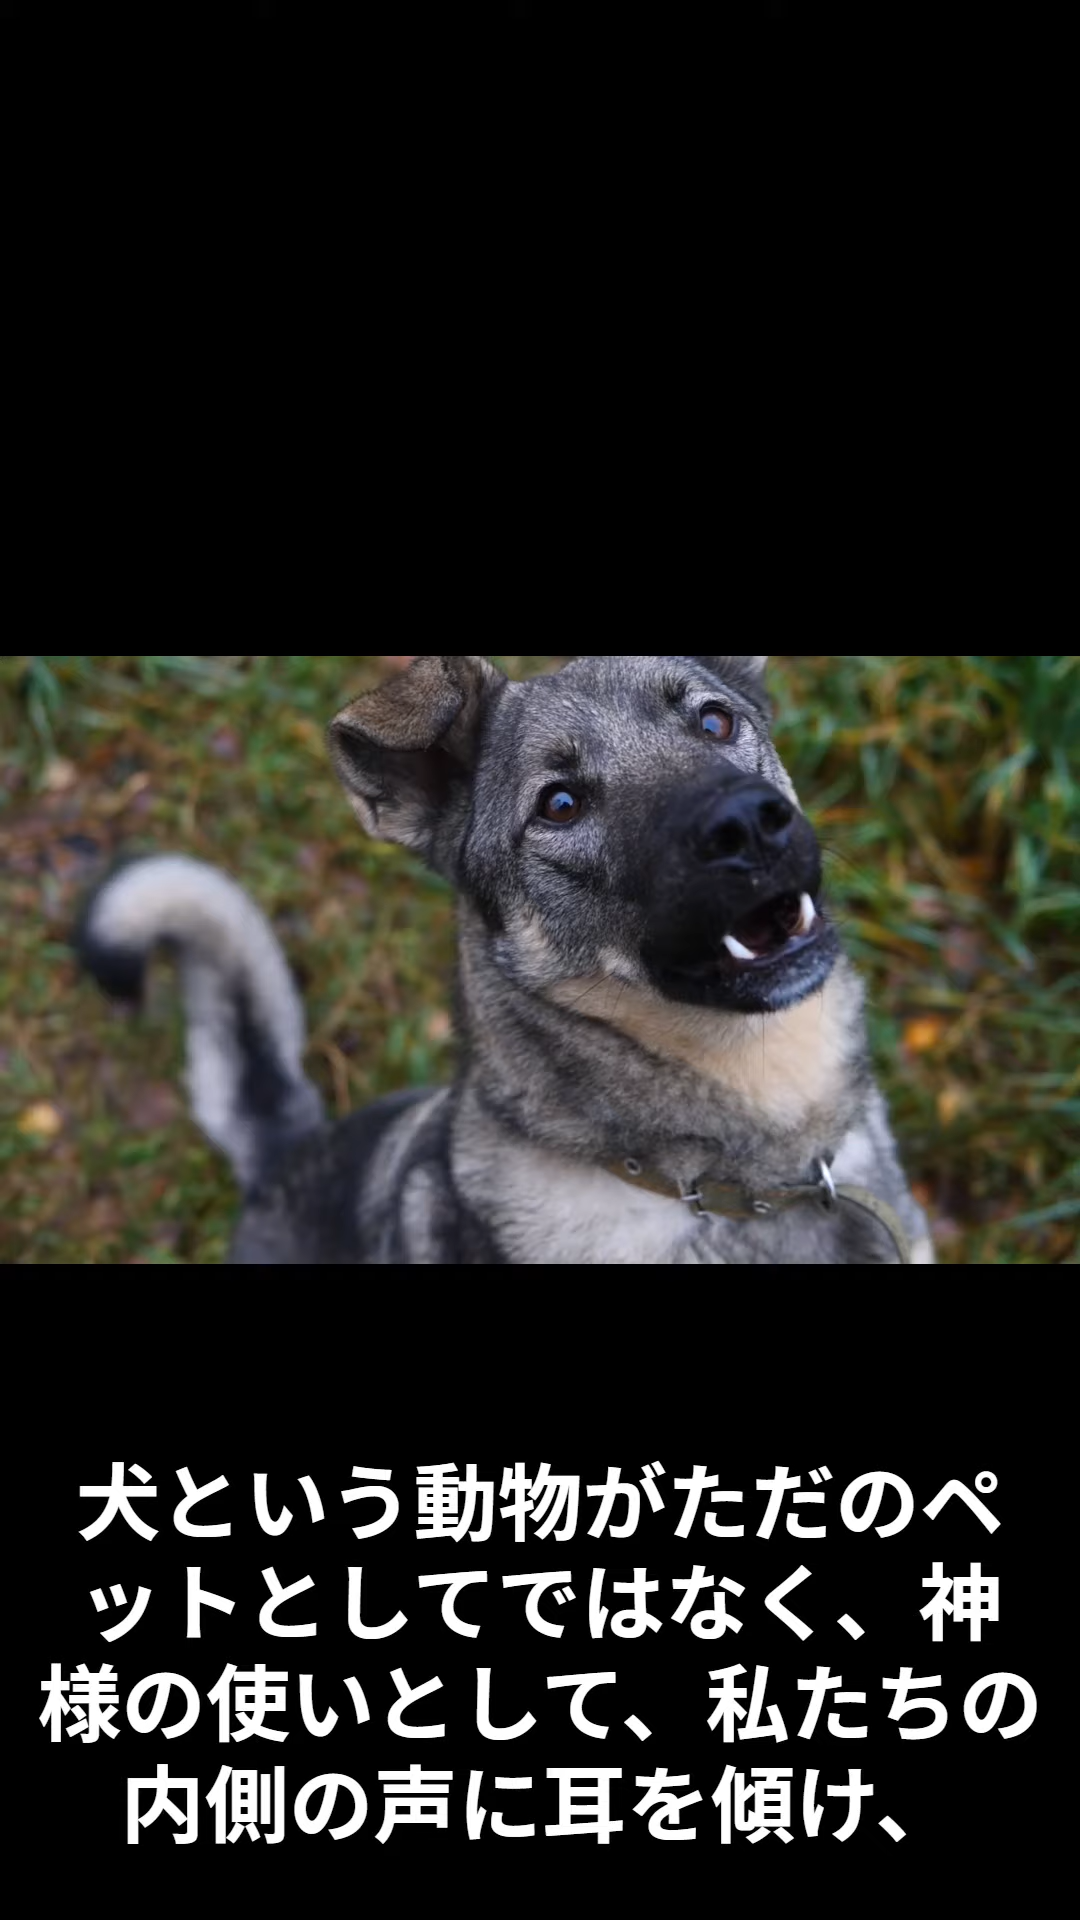 犬という動物がただのペ
ットとしてではなく、神
様の使いとして、私たちの
内側の声に耳を傾け、